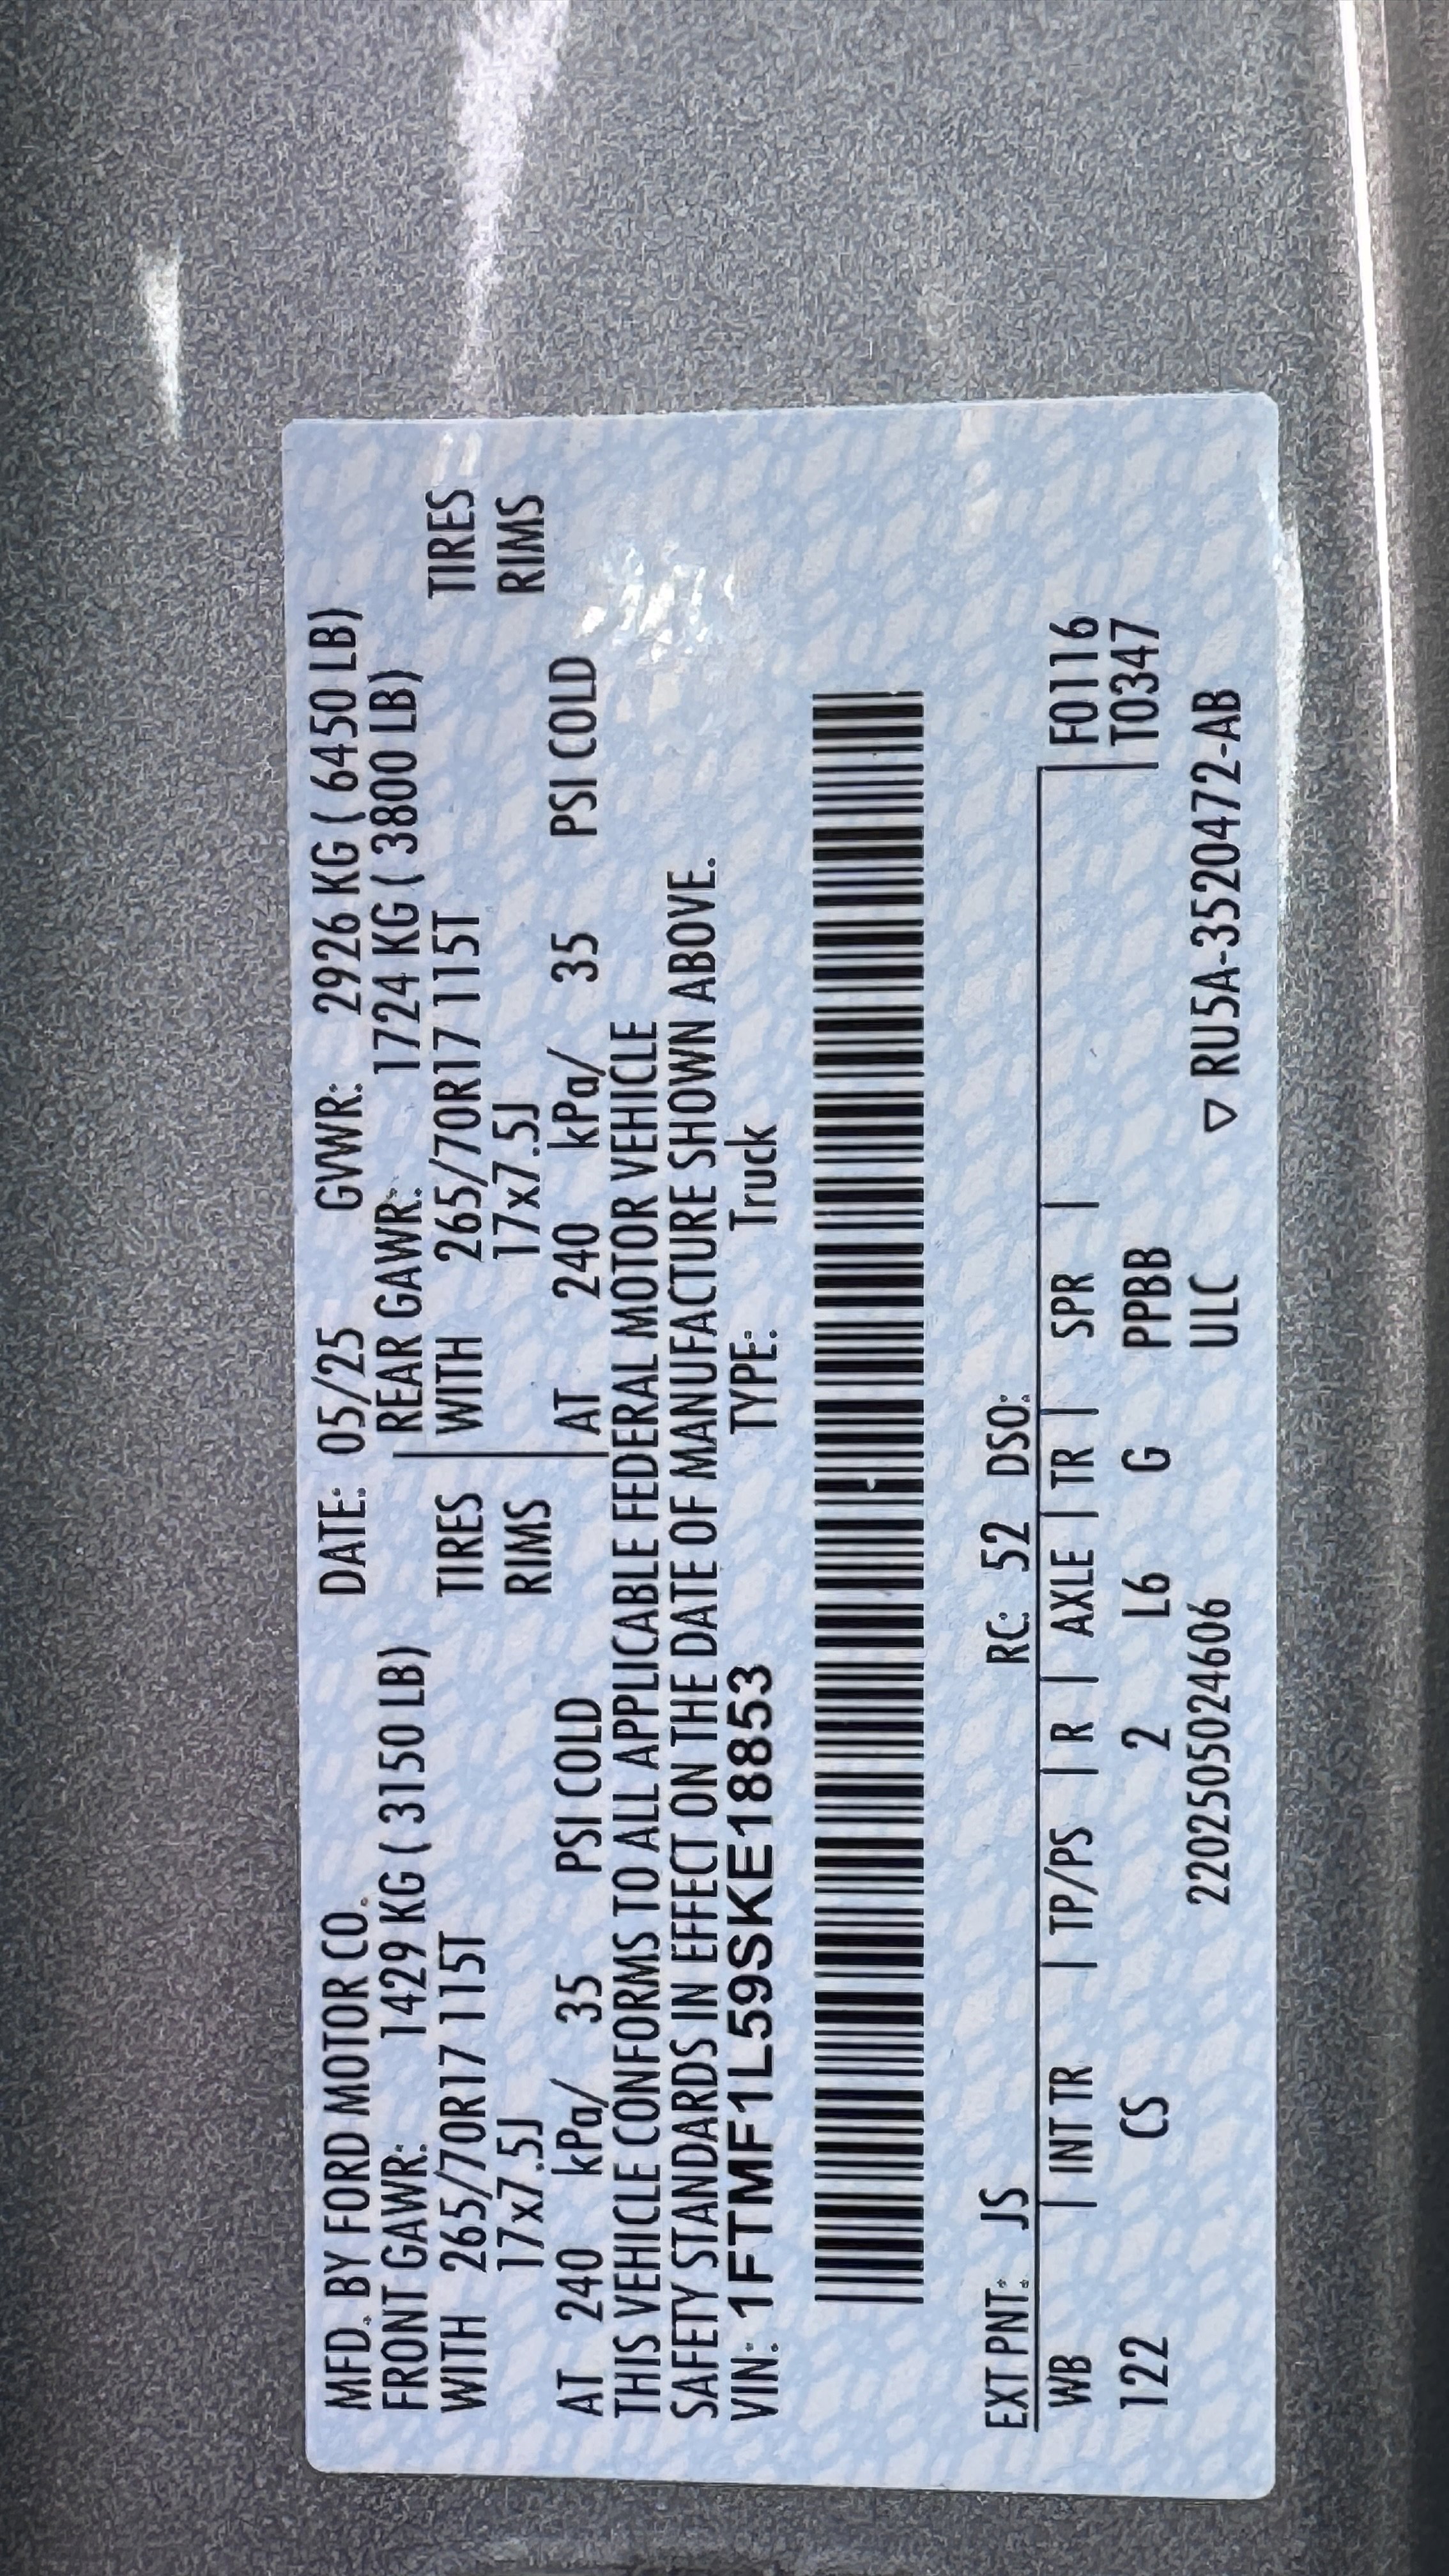 MFD. BY FORD MOTOR CO. DATE: 05/25 GVWR: 2926 KG ( 6450 LB)
FRONT GAWR: 1429 KG ( 3150 LB) REAR GAWR: 1724 KG ( 3800 LB)
WITH 265/70R17 115T TIRES WITH 265/70R17 115T TIRES
17x7.5J RIMS 17x7.5J RIMS
AT 240 kPa/ 35 PSI COLD AT 240 kPa/ 35 PSI COLD
THIS VEHICLE CONFORMS TO ALL APPLICABLE FEDERAL MOTOR VEHICLE
SAFETY STANDARDS IN EFFECT ON THE DATE OF MANUFACTURE SHOWN ABOVE.
VIN: 1FTMF1L59SKE18853 TYPE: Truck
EXT PNT: JS RC: 52 DSO:
WB | INT TR | TP/PS | R | AXLE | TR | SPR | F0116
122 CS 2 L6 G PPBB T0347
2202505024606 ULC ▽ RU5A-3520472-AB